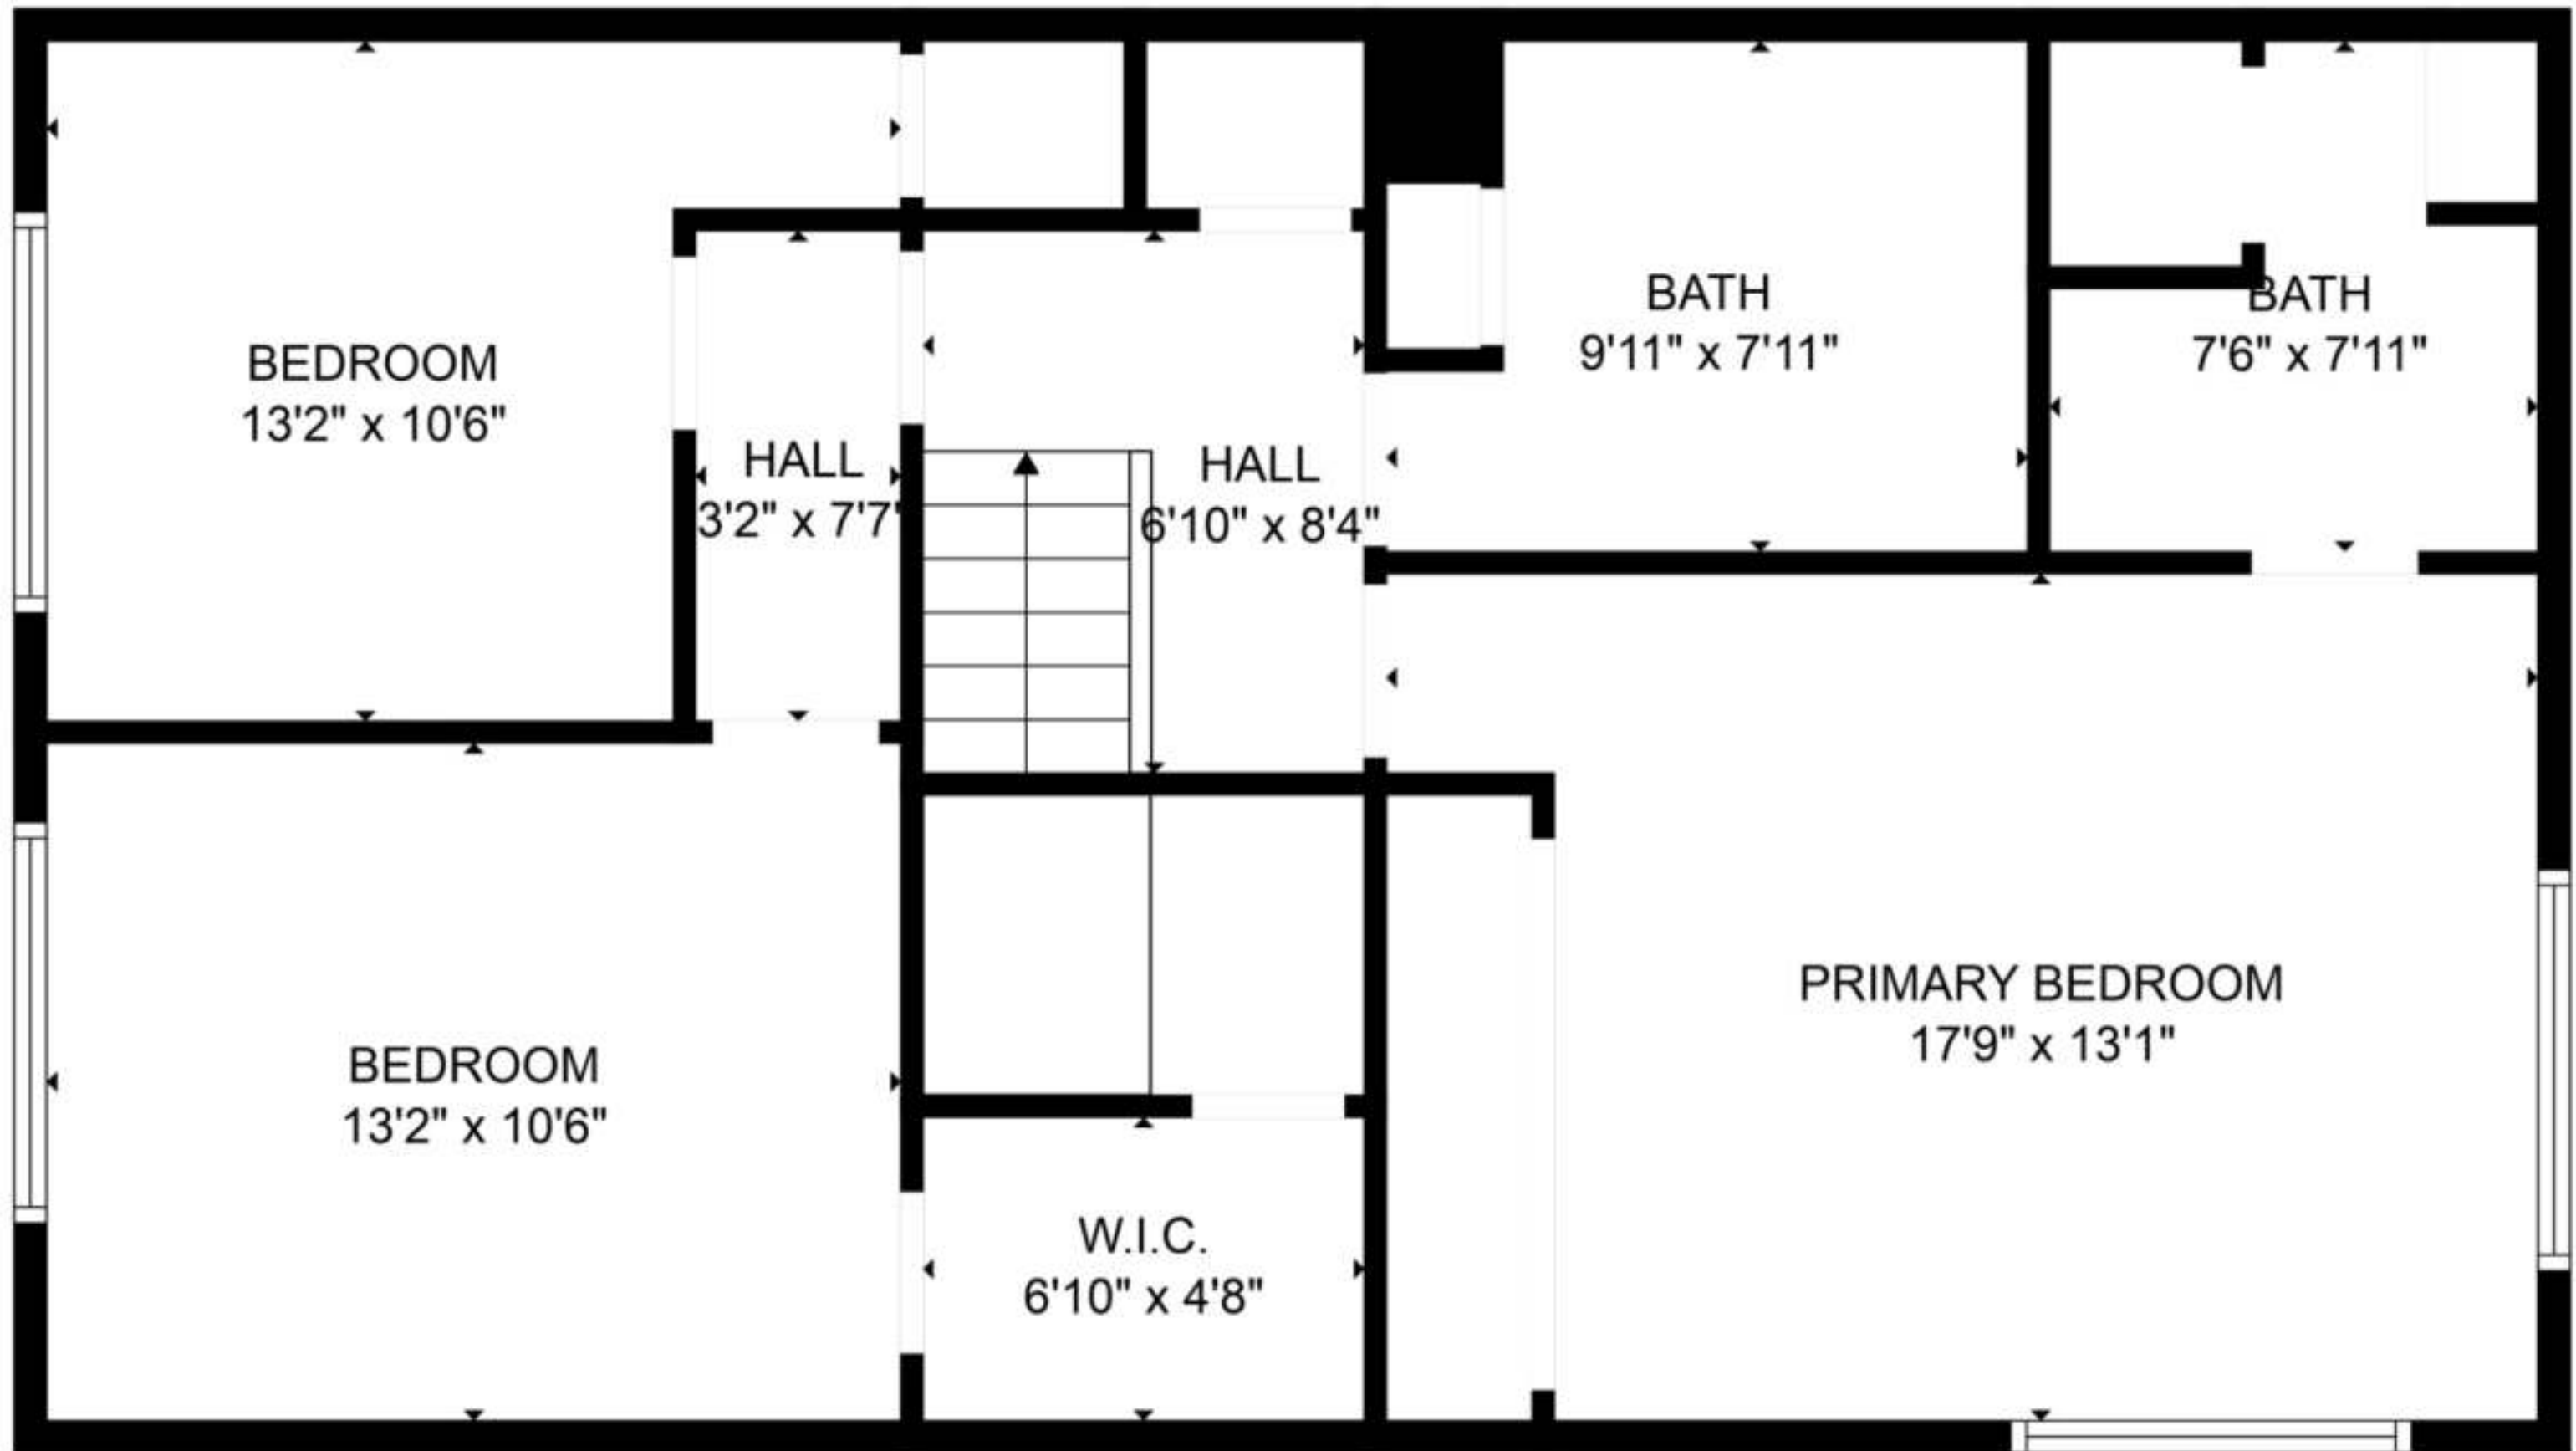 BEDROOM
13'2" x 10'6"
HALL
3'2" x 7'7'
HALL
6'10" x 8'4"
BATH
9'11" x 7'11"
BATH
7'6" x 7'11"
BEDROOM
13'2" x 10'6"
W.I.C.
6'10" x 4'8"
PRIMARY BEDROOM
17'9" x 13'1"